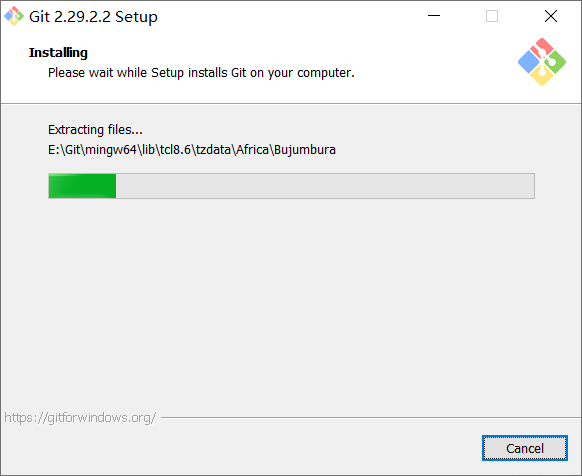 Git 2.29.2.2 Setup
Installing
Please wait while Setup installs Git on your computer.
Extracting files...
E:\Git\mingw64\lib\tcl8.6\tzdata\Africa\Bujumbura
https://gitforwindows.org/
Cancel